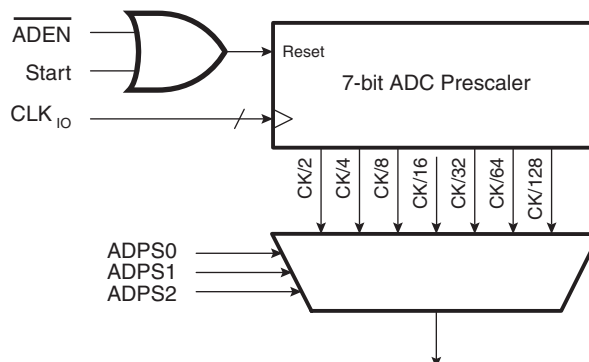 ADEN
Start
CLK IO
Reset
7-bit ADC Prescaler
CK/2
CK/4
CK/8
CK/16
CK/32
CK/64
CK/128
ADPS0
ADPS1
ADPS2